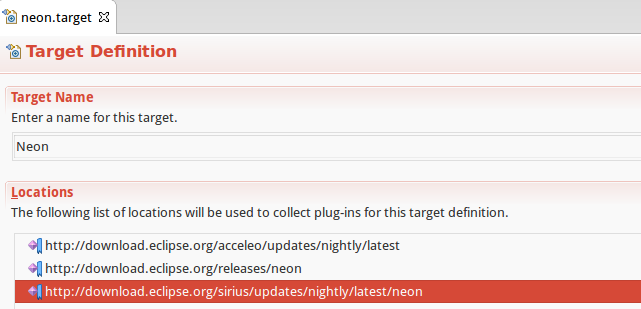 neon.target
Target Definition
Target Name
Enter a name for this target.
Neon
Locations
The following list of locations will be used to collect plug-ins for this target definition.
http://download.eclipse.org/acceleo/updates/nightly/latest
http://download.eclipse.org/releases/neon
http://download.eclipse.org/sirius/updates/nightly/latest/neon